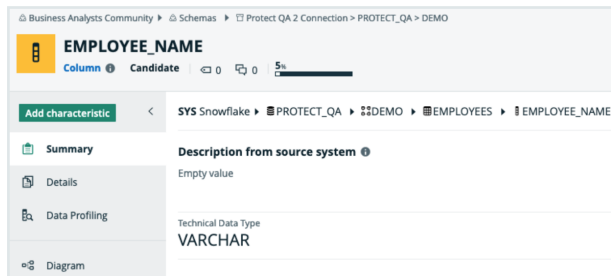 Business Analysts Community ▸ Schemas ▸ Protect QA 2 Connection > PROTECT_QA > DEMO
EMPLOYEE_NAME
Column Candidate 0 0 5%
Add characteristic <
SYS Snowflake ▸ PROTECT_QA ▸ DEMO ▸ EMPLOYEES ▸ EMPLOYEE_NAME
Summary
Description from source system
Empty value
Details
Data Profiling
Technical Data Type
VARCHAR
Diagram